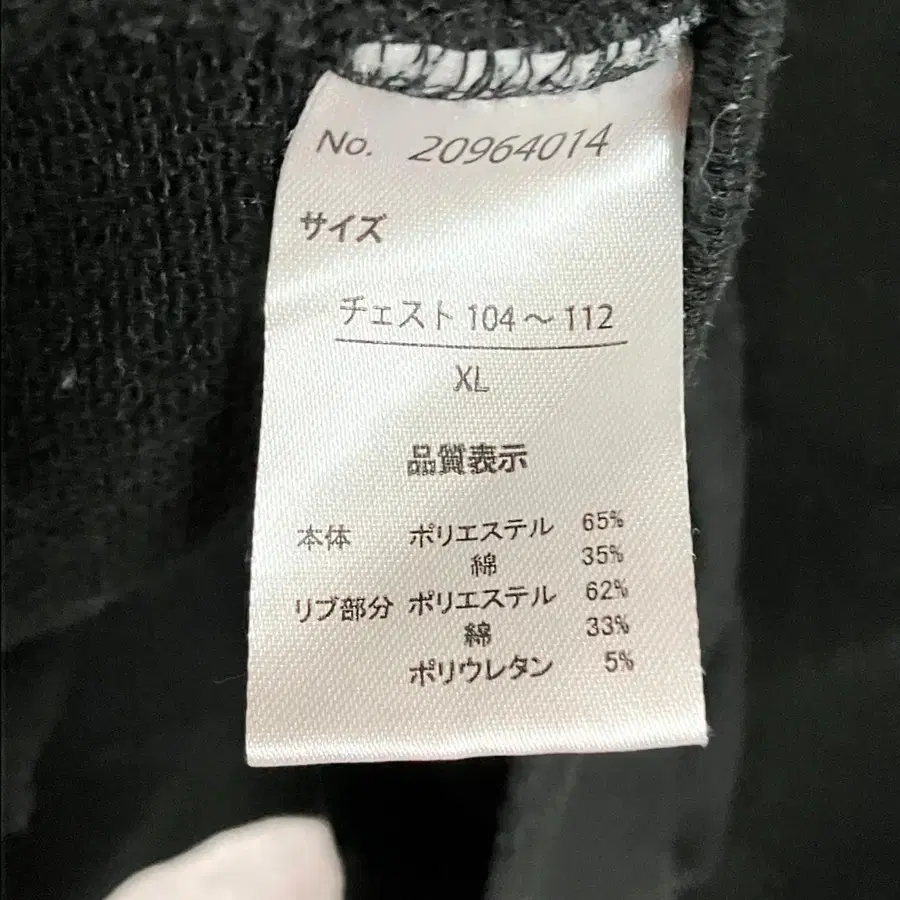 No. 20964014
サイズ
チェスト 104～112
XL
品質表示
本体 ポリエステル 65%
綿 35%
リブ部分 ポリエステル 62%
綿 33%
ポリウレタン 5%